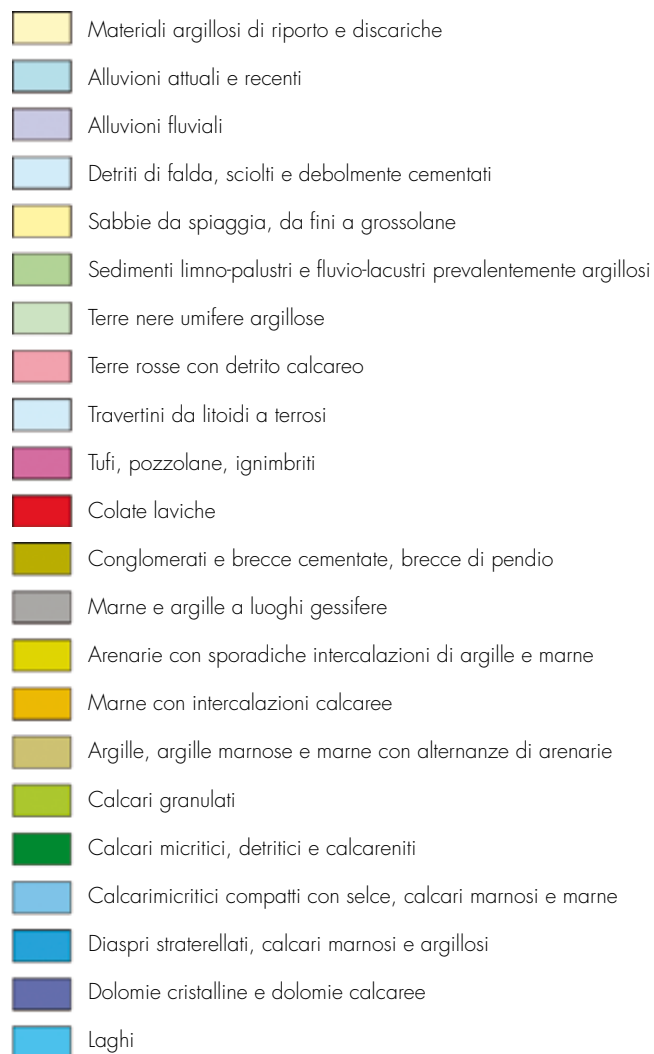 Materiali argillosi di riporto e discariche
Alluvioni attuali e recenti
Alluvioni fluviali
Detriti di falda, sciolti e debolmente cementati
Sabbie da spiaggia, da fini a grossolane
Sedimenti limno-palustri e fluvio-lacustri prevalentemente argillosi
Terre nere umifere argillose
Terre rosse con detrito calcareo
Travertini da litoidi a terrosi
Tufi, pozzolane, ignimbriti
Colate laviche
Conglomerati e brecce cementate, brecce di pendio
Marne e argille a luoghi gessifere
Arenarie con sporadiche intercalazioni di argille e marne
Marne con intercalazioni calcaree
Argille, argille marnose e marne con alternanze di arenarie
Calcari granulati
Calcari micritici, detritici e calcareniti
Calcarimicritici compatti con selce, calcari marnosi e marne
Diaspri straterellati, calcari marnosi e argillosi
Dolomie cristalline e dolomie calcaree
Laghi